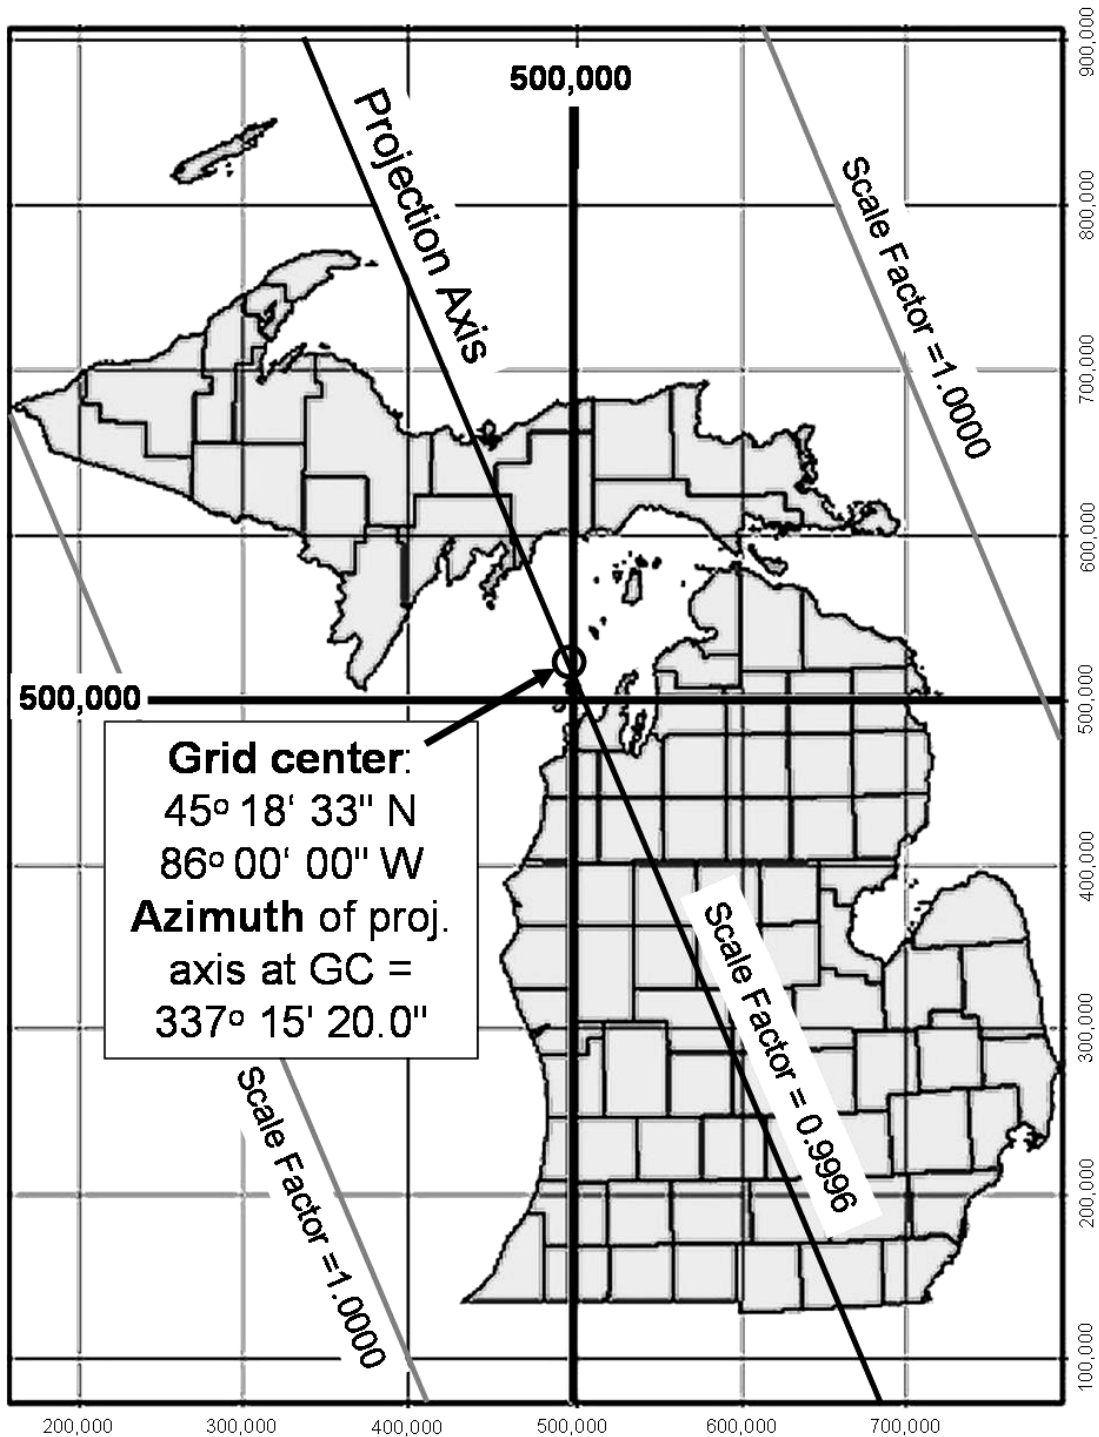 500,000
Projection Axis
Scale Factor =1.0000
900,000
800,000
700,000
600,000
500,000
400,000
300,000
200,000
100,000
500,000
Grid center:
45º 18' 33" N
86º 00' 00" W
Azimuth of proj.
axis at GC =
337º 15' 20.0"
Scale Factor = 0.9996
Scale Factor =1.0000
200,000
300,000
400,000
500,000
600,000
700,000